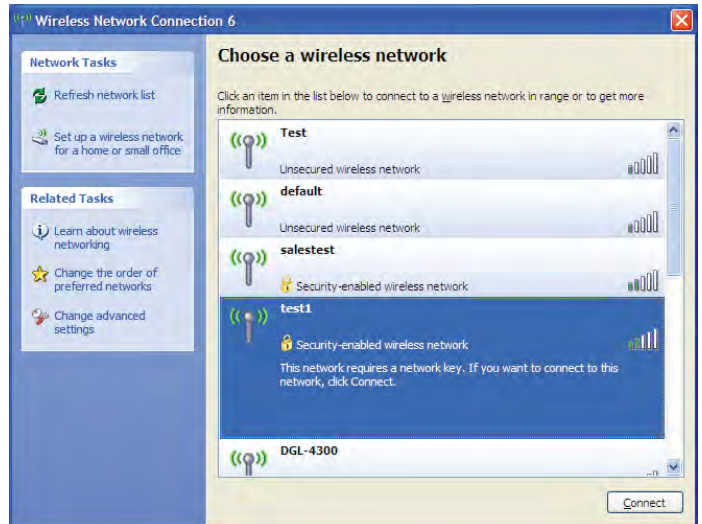 Wireless Network Connection 6
Network Tasks
Refresh network list
Set up a wireless network
for a home or small office
Related Tasks
Learn about wireless
networking
Change the order of
preferred networks
Change advanced
settings
Choose a wireless network
Click an item in the list below to connect to a wireless network in range or to get more
information.
Test
Unsecured wireless network
default
Unsecured wireless network
salestest
Security-enabled wireless network
test1
Security-enabled wireless network
This network requires a network key. If you want to connect to this
network, click Connect.
DGL-4300
Connect